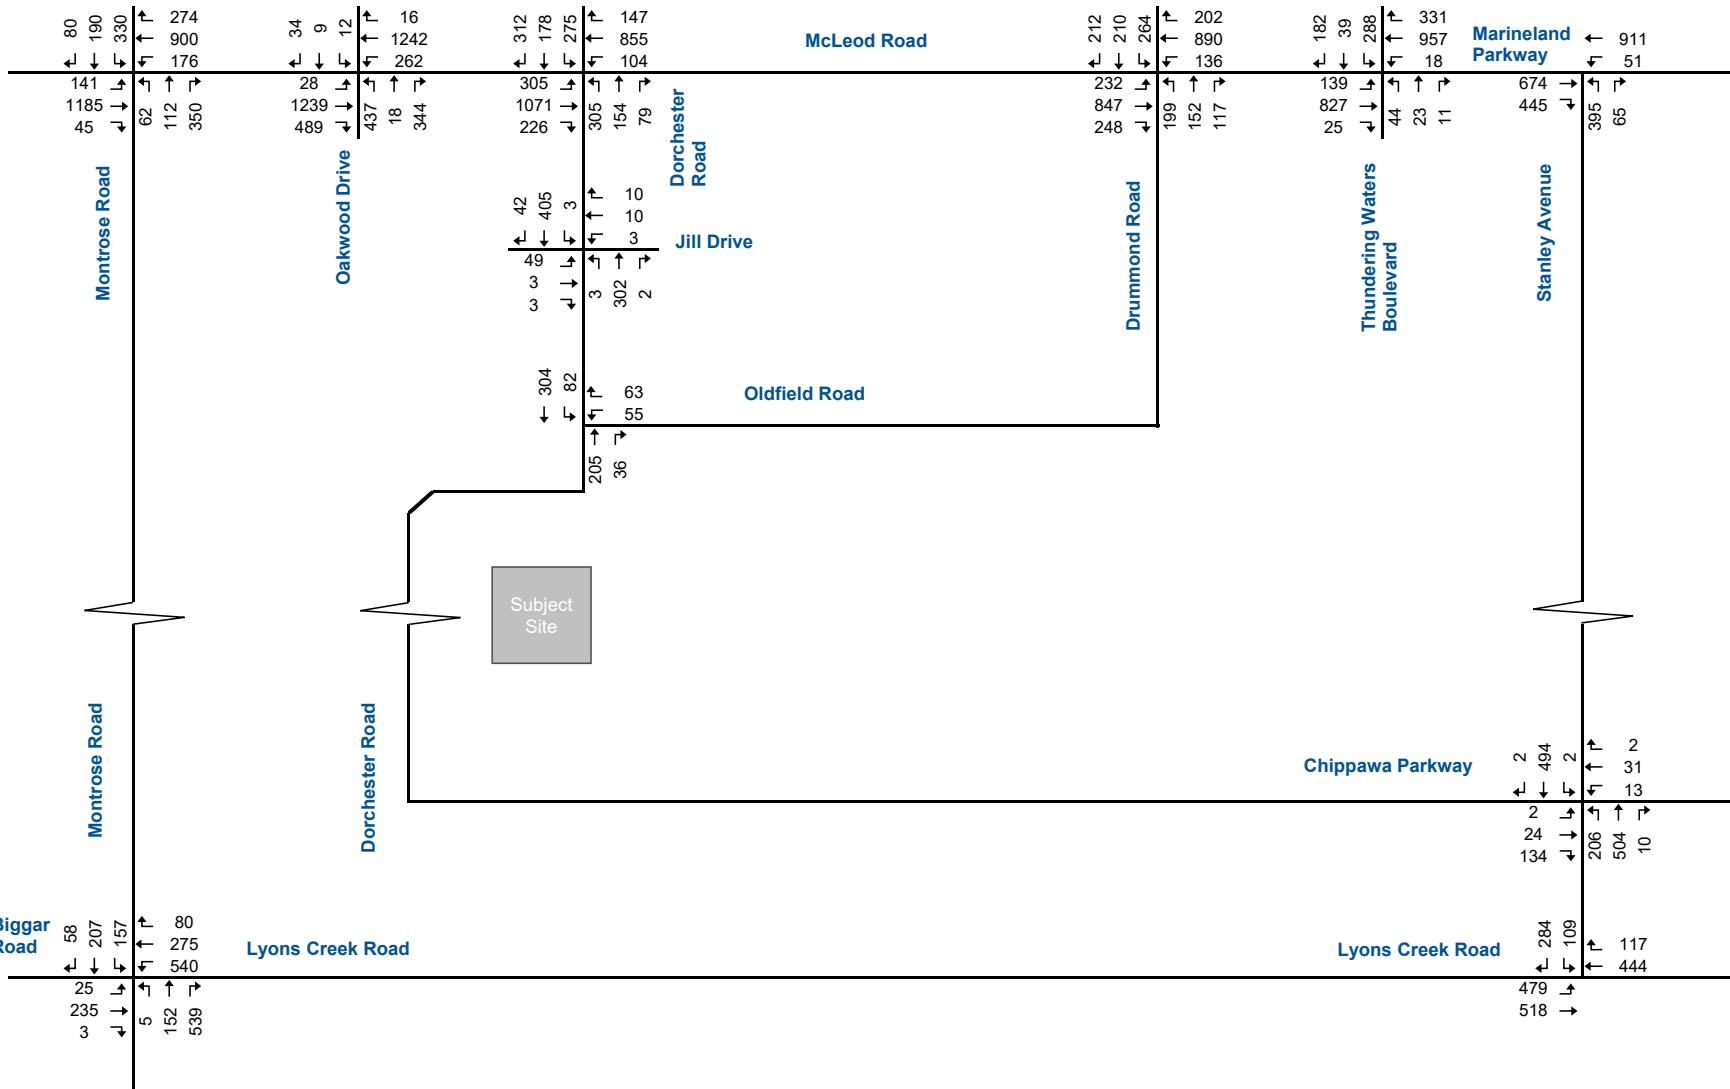 80 190 330 274
900
176
141
1185
45
62 112 350
34 9 12 16
1242
262
28
1239
489
437 18 344
312 178 275 147
855
104
305
1071
226
305 154 79
McLeod Road
212 210 264 202
890
136
232
847
248
199 152 117
182 39 288 331
957
18
139
827
25
44 23 11
Marineland
Parkway
911
51
674
445
395 65
Montrose Road
Oakwood Drive
Dorchester
Road
Drummond Road
Thundering Waters
Boulevard
Stanley Avenue
42 405 3 10
10
3
Jill Drive
49
3
3
3 302 2
304 82 63
55
Oldfield Road
205 36
Subject
Site
Montrose Road
Dorchester Road
Chippawa Parkway
2 494 2 2
31
13
2
24
134
206 504 10
Biggar
Road
58 207 157 80
275
540
25
235
3
5 152 539
Lyons Creek Road
Lyons Creek Road
284 109 117
444
479
518